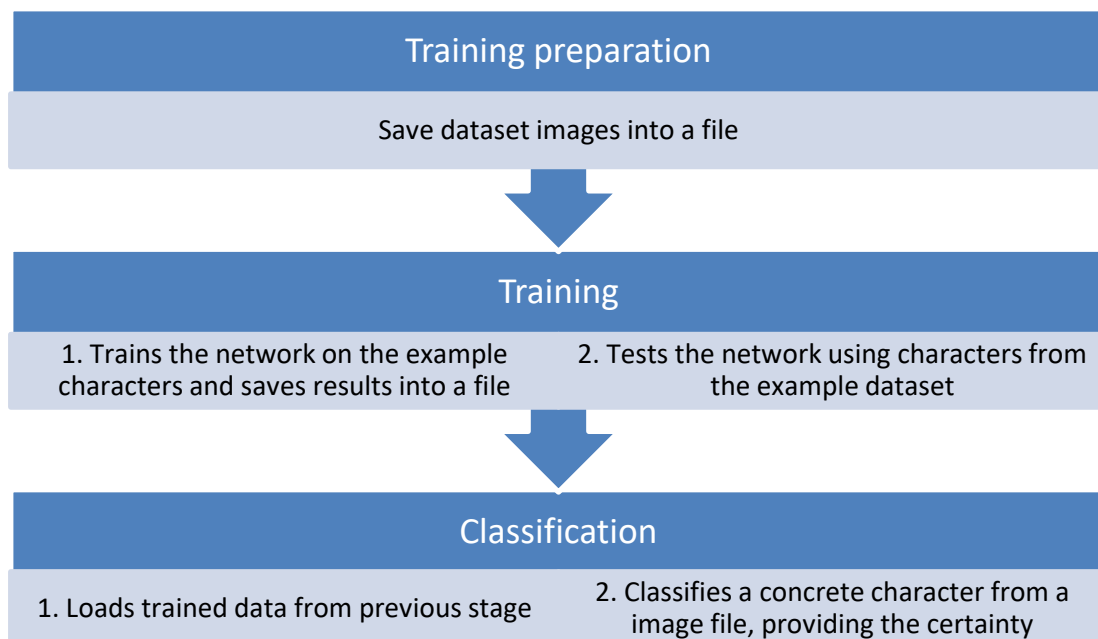 Training preparation
Save dataset images into a file
Training
1. Trains the network on the example
characters and saves results into a file
2. Tests the network using characters from
the example dataset
Classification
1. Loads trained data from previous stage
2. Classifies a concrete character from a
image file, providing the certainty